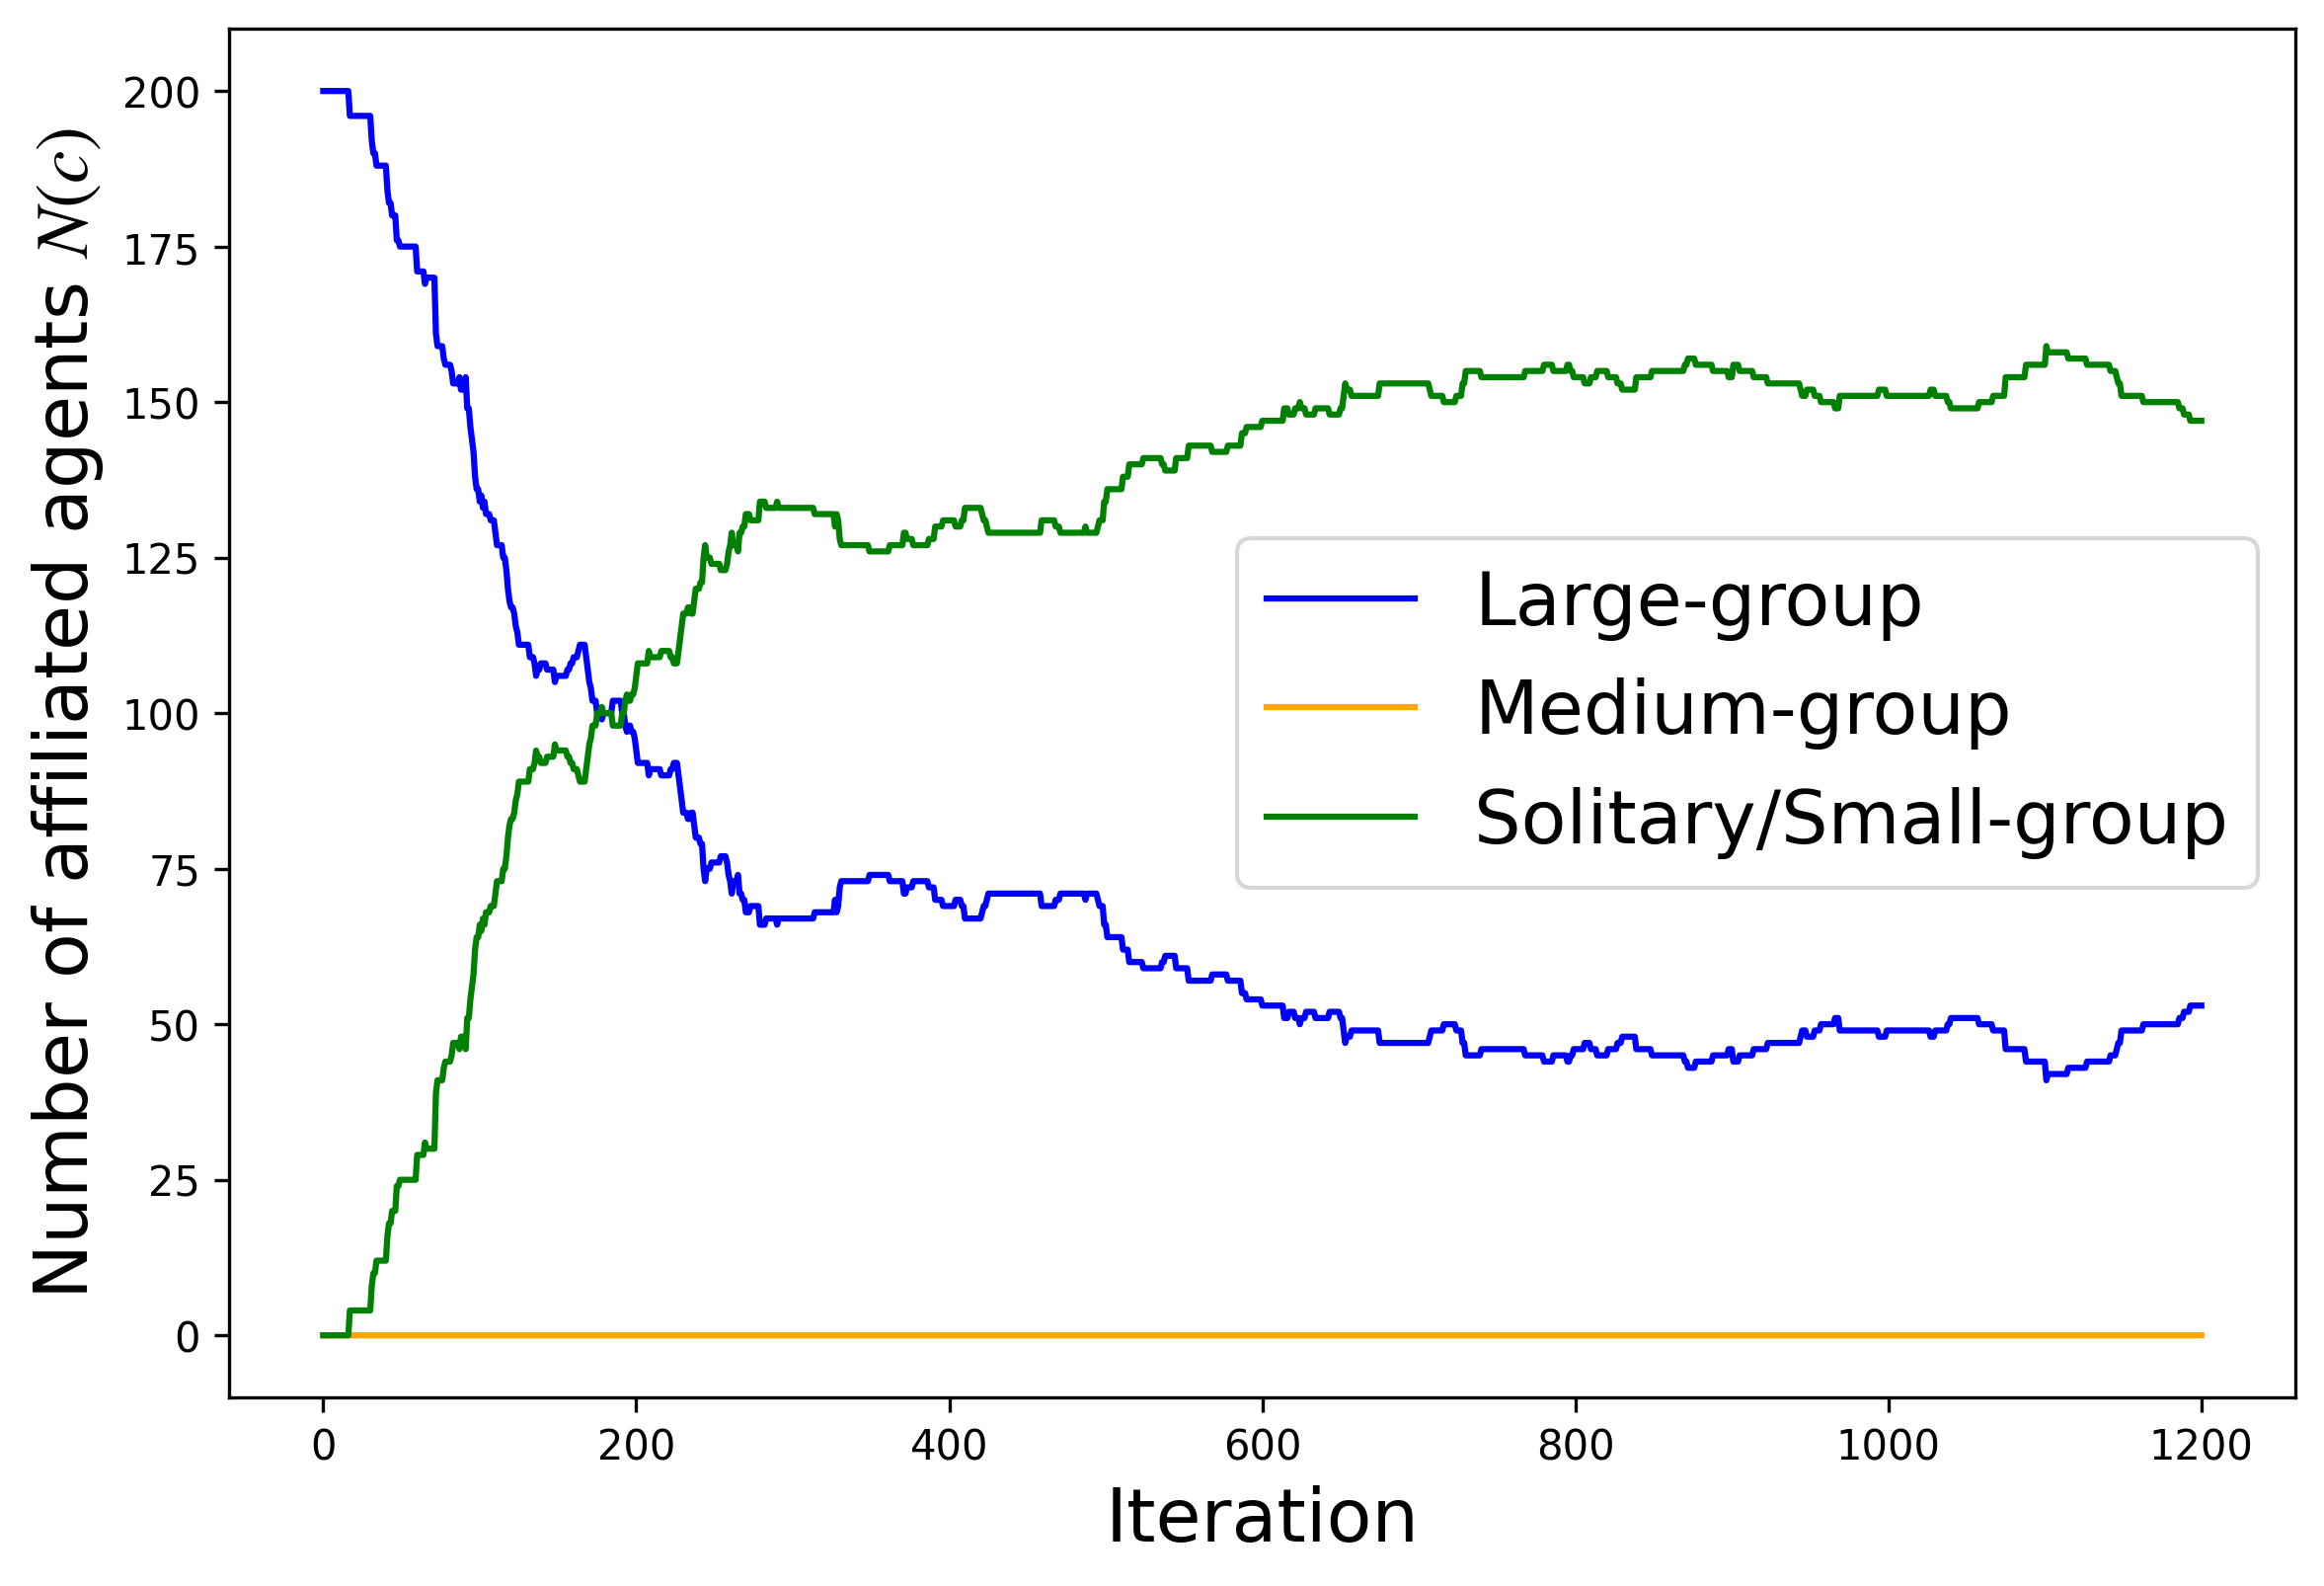 Number of affiliated agents N(c)
200
175
150
125
100
75
50
25
0
Large-group
Medium-group
Solitary/Small-group
0 200 400 600 800 1000 1200
Iteration